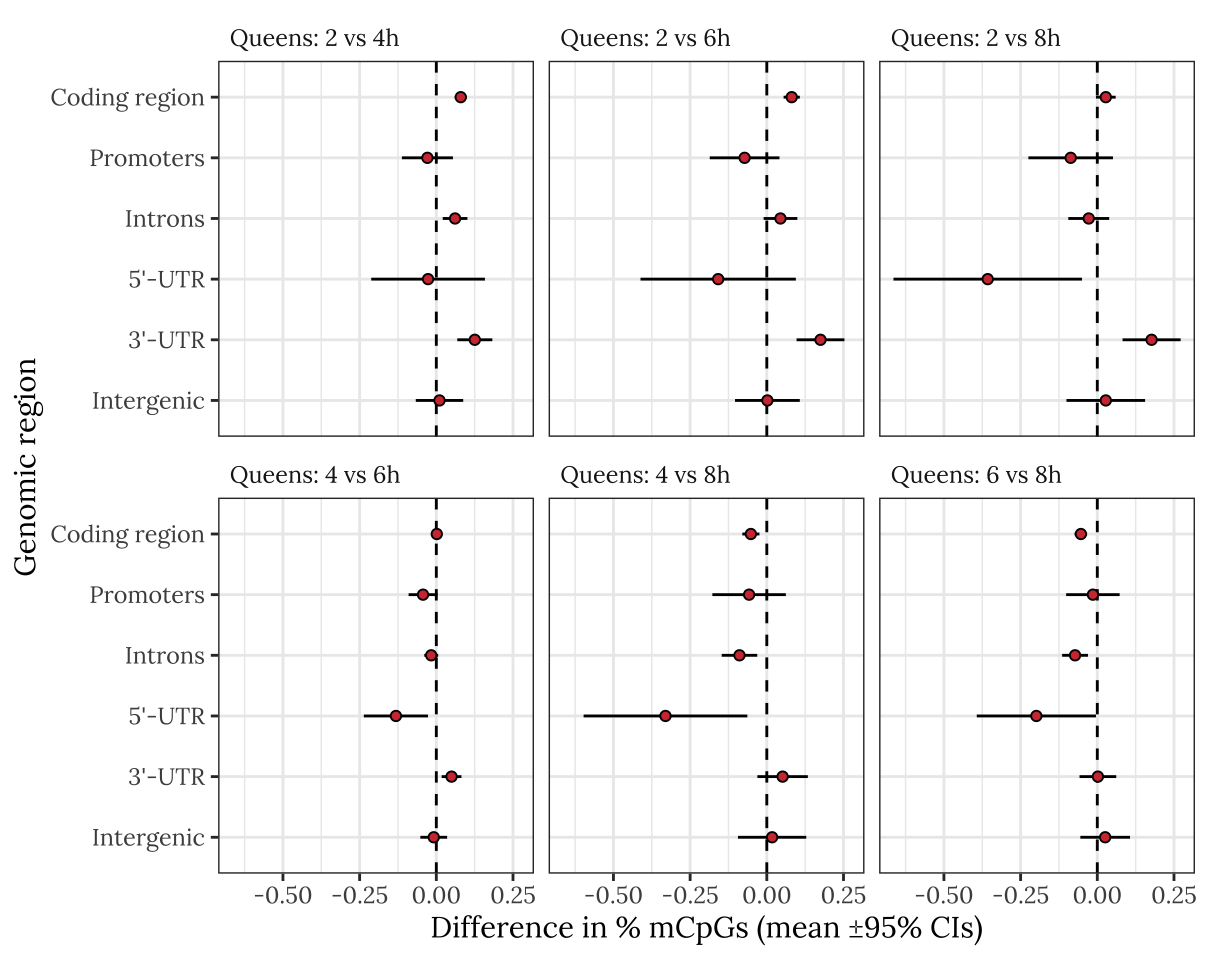 Queens: 2 vs 4h
Queens: 2 vs 6h
Queens: 2 vs 8h
Coding region
Promoters
Introns
5'-UTR
3'-UTR
Intergenic
Queens: 4 vs 6h
Queens: 4 vs 8h
Queens: 6 vs 8h
Coding region
Promoters
Introns
5'-UTR
3'-UTR
Intergenic
Genomic region
−0.50 −0.25 0.00 0.25
−0.50 −0.25 0.00 0.25
−0.50 −0.25 0.00 0.25
Difference in % mCpGs (mean ±95% CIs)